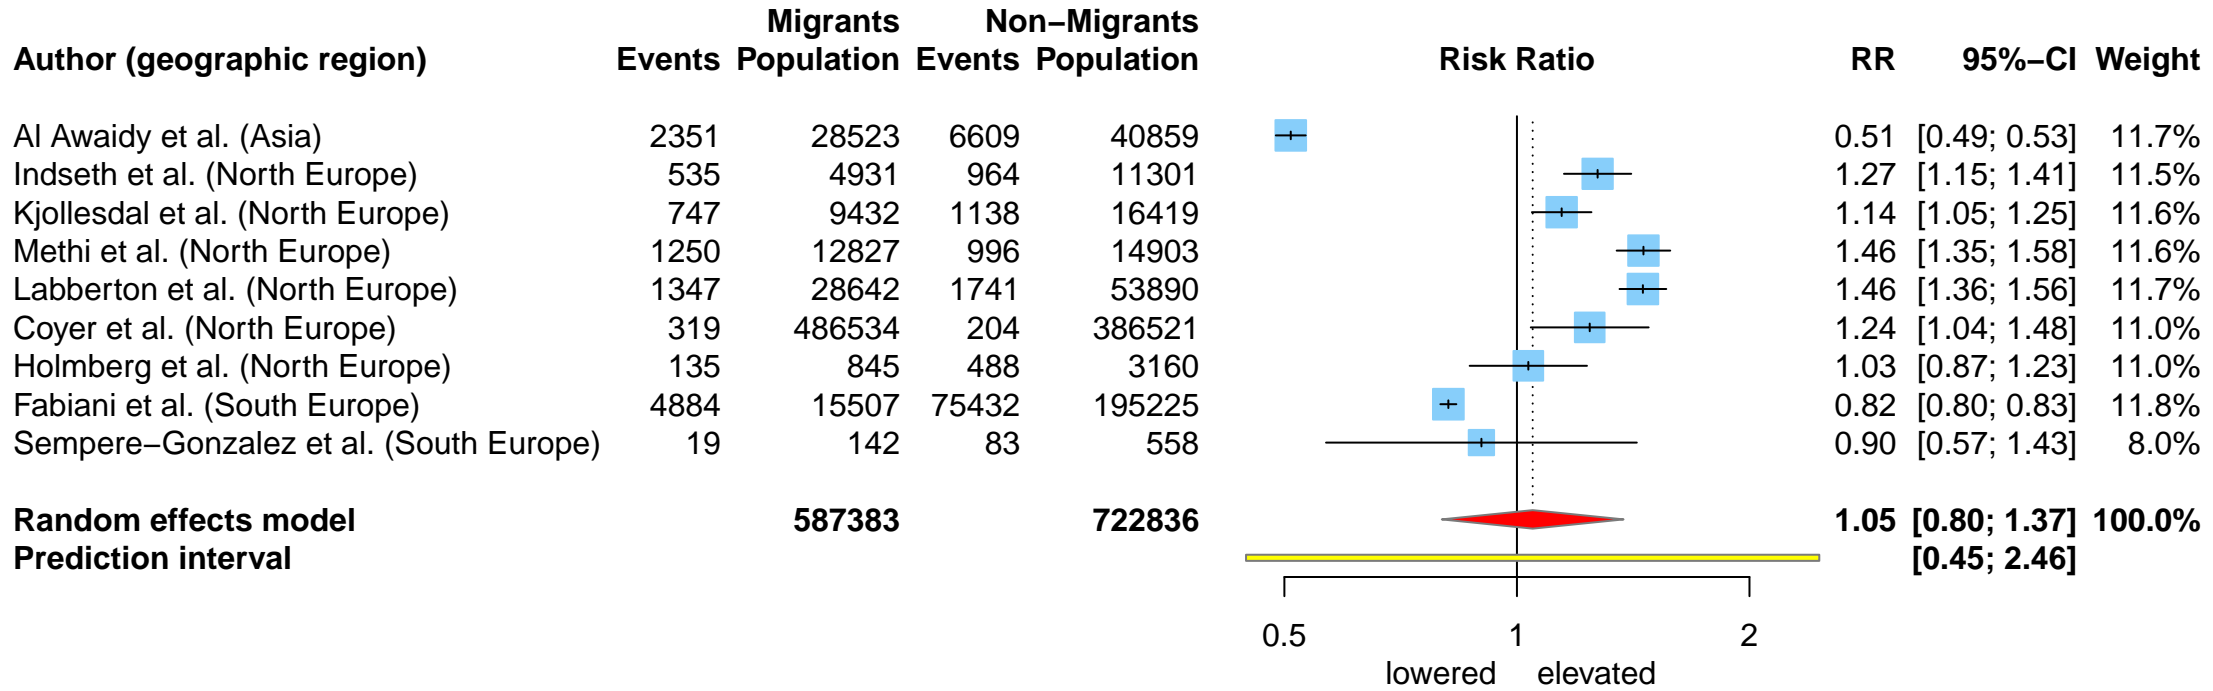 Migrants Non−Migrants
Author (geographic region) Events Population Events Population Risk Ratio RR 95%−CI Weight
Al Awaidy et al. (Asia) 2351 28523 6609 40859 0.51 [0.49; 0.53] 11.7%
Indseth et al. (North Europe) 535 4931 964 11301 1.27 [1.15; 1.41] 11.5%
Kjollesdal et al. (North Europe) 747 9432 1138 16419 1.14 [1.05; 1.25] 11.6%
Methi et al. (North Europe) 1250 12827 996 14903 1.46 [1.35; 1.58] 11.6%
Labberton et al. (North Europe) 1347 28642 1741 53890 1.46 [1.36; 1.56] 11.7%
Coyer et al. (North Europe) 319 486534 204 386521 1.24 [1.04; 1.48] 11.0%
Holmberg et al. (North Europe) 135 845 488 3160 1.03 [0.87; 1.23] 11.0%
Fabiani et al. (South Europe) 4884 15507 75432 195225 0.82 [0.80; 0.83] 11.8%
Sempere−Gonzalez et al. (South Europe) 19 142 83 558 0.90 [0.57; 1.43] 8.0%
Random effects model 587383 722836 1.05 [0.80; 1.37] 100.0%
Prediction interval [0.45; 2.46]
0.5 1 2
lowered elevated